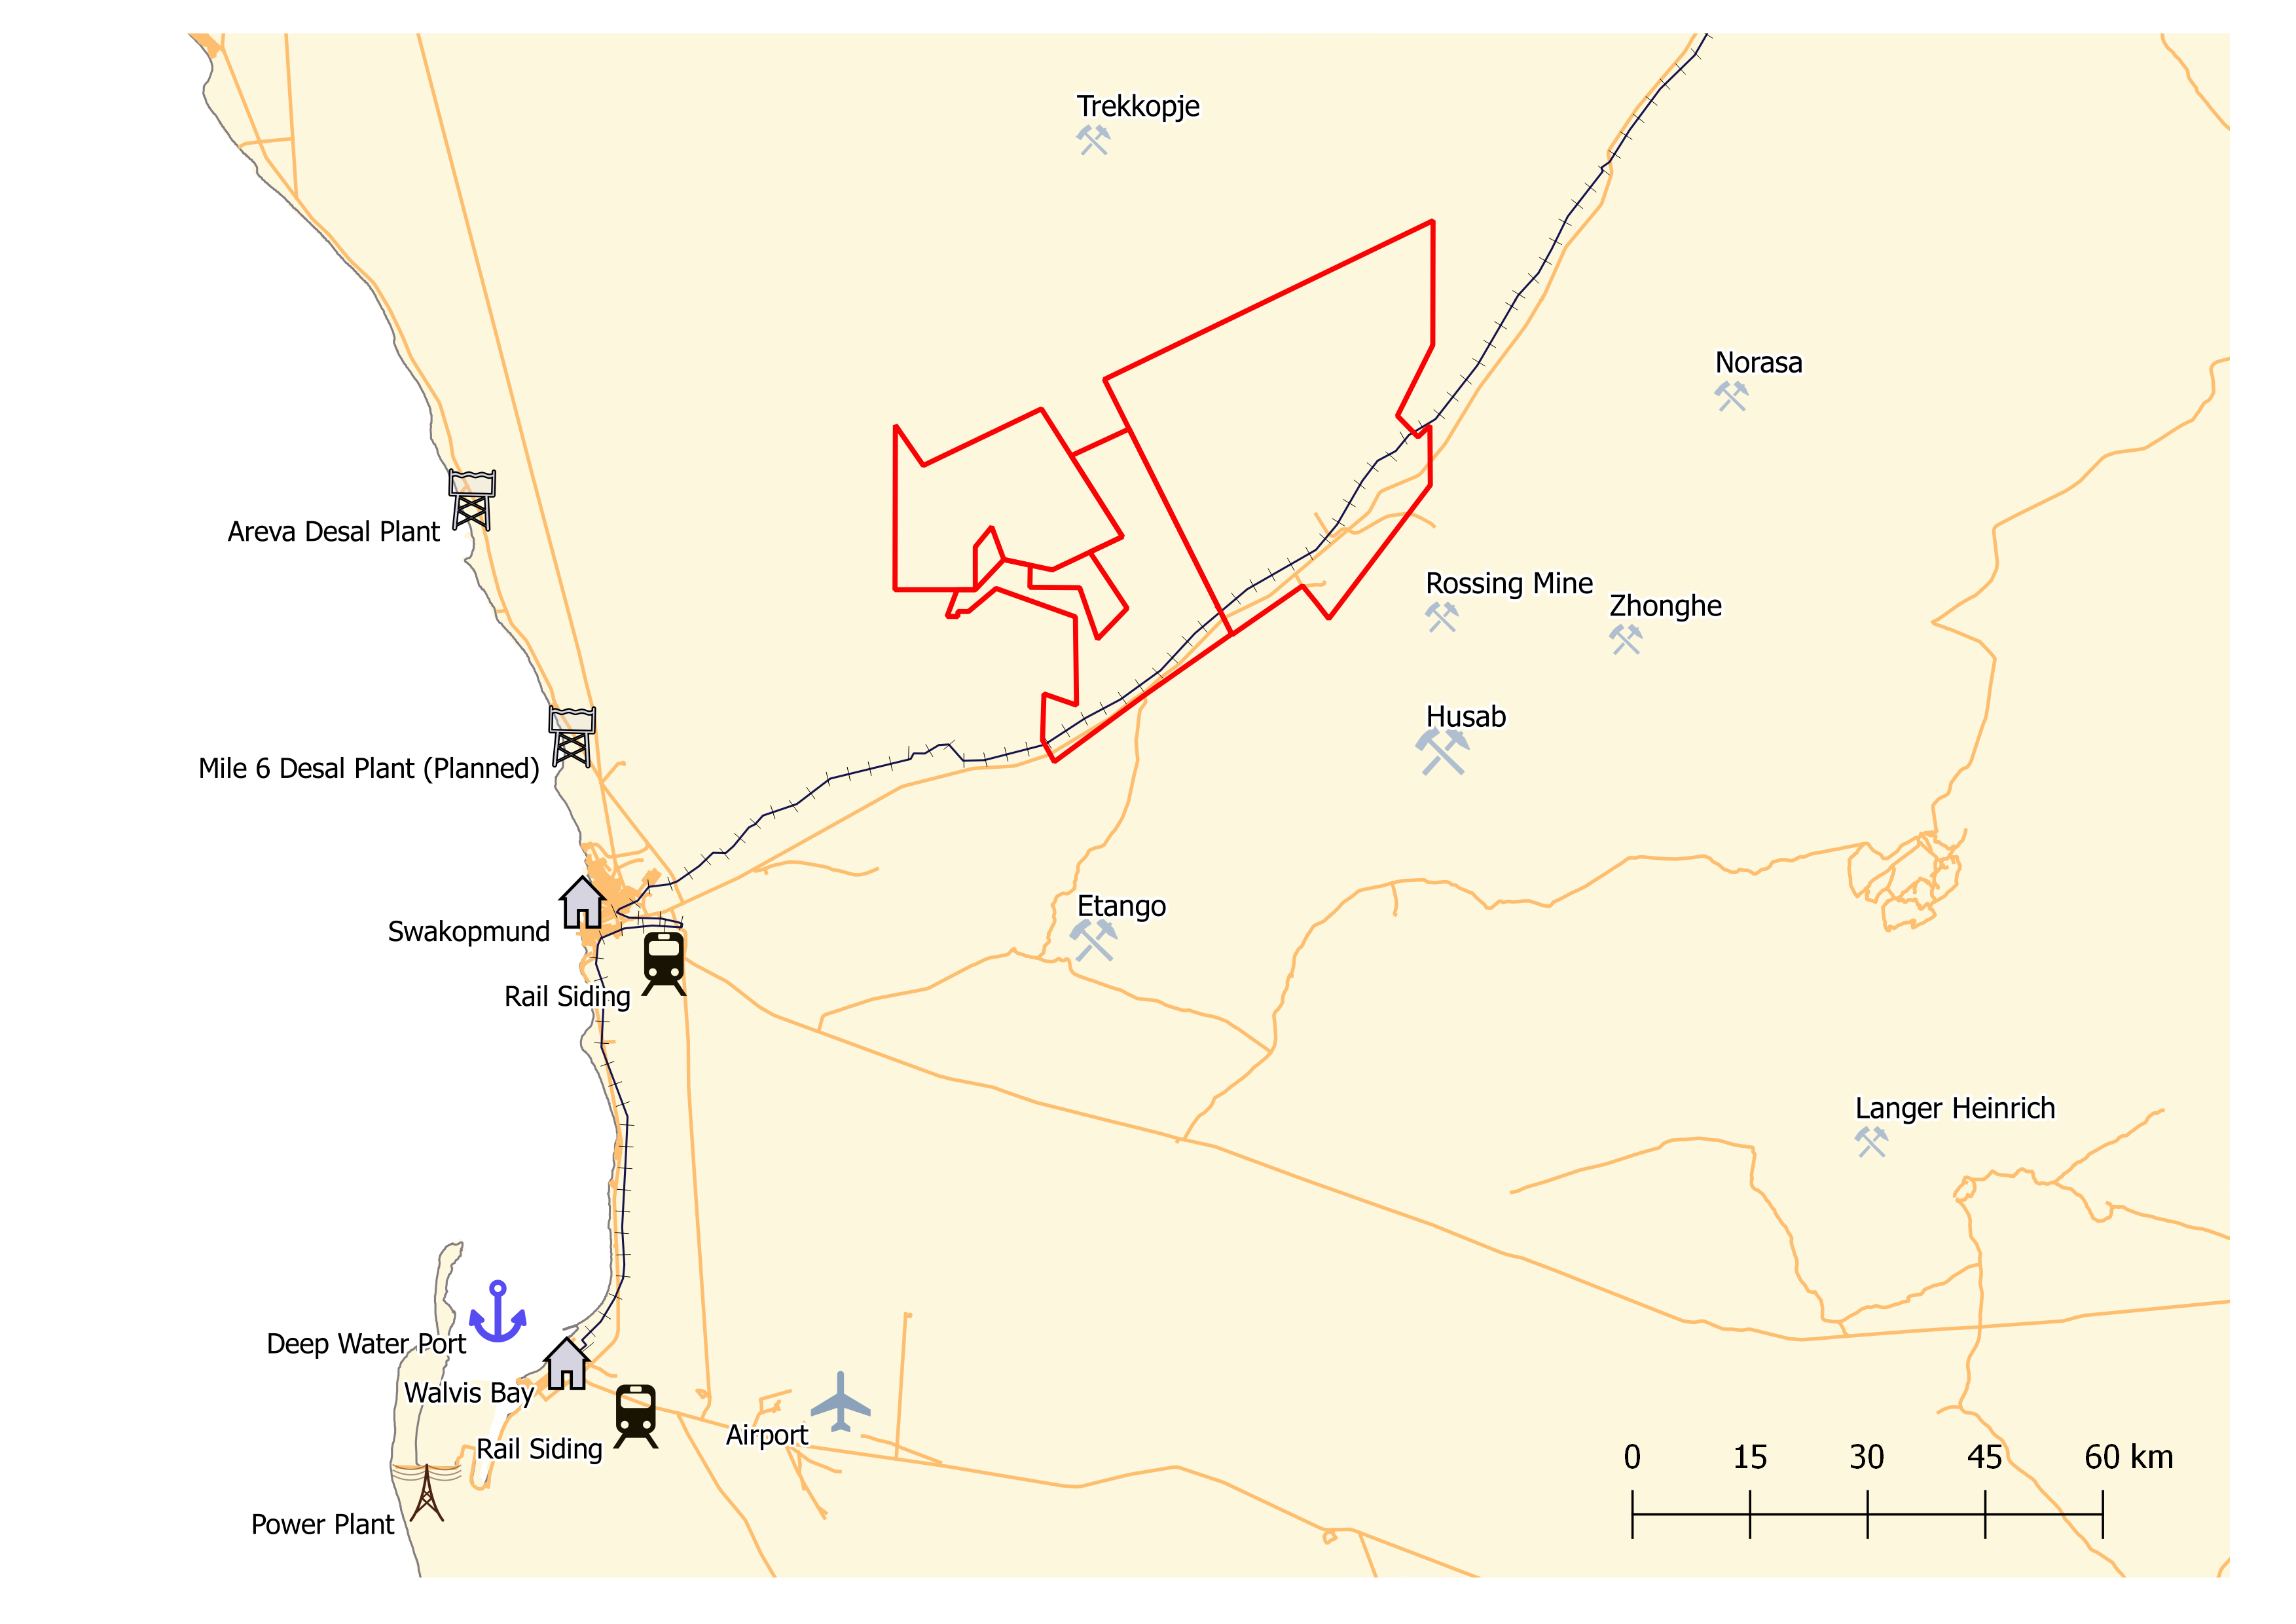 Trekkopje
Norasa
Areva Desal Plant
Rossing Mine
Zhonghe
Husab
Mile 6 Desal Plant (Planned)
Etango
Swakopmund
Rail Siding
Langer Heinrich
Deep Water Port
Walvis Bay
Airport
Rail Siding
0 15 30 45 60 km
Power Plant